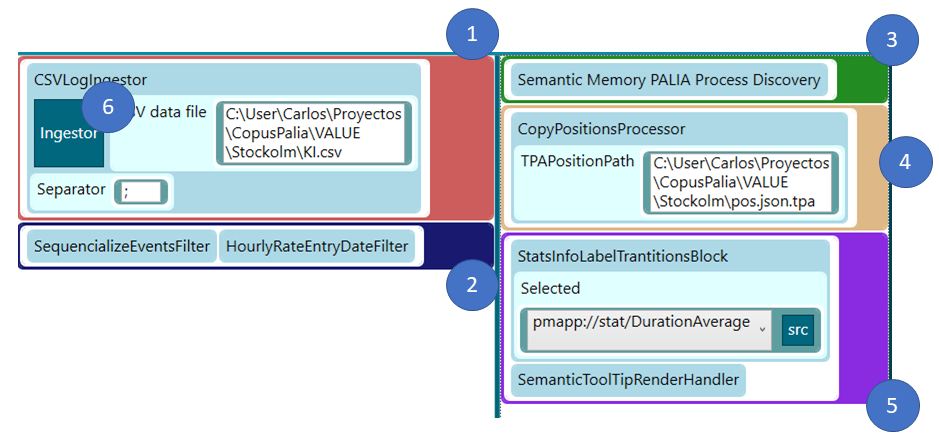 1
CSVLogIngestor
6
Ingestor
V data file
C:\User\Carlos\Proyectos
\CopusPalia\VALUE
\Stockolm\KI.csv
Separator
;
SequencializeEventsFilter
HourlyRateEntryDateFilter
2
3
Semantic Memory PALIA Process Discovery
CopyPositionsProcessor
TPAPositionPath
C:\User\Carlos\Proyectos
\CopusPalia\VALUE
\Stockolm\pos.json.tpa
4
StatsInfoLabelTrantitionsBlock
Selected
pmapp://stat/DurationAverage
src
SemanticToolTipRenderHandler
5